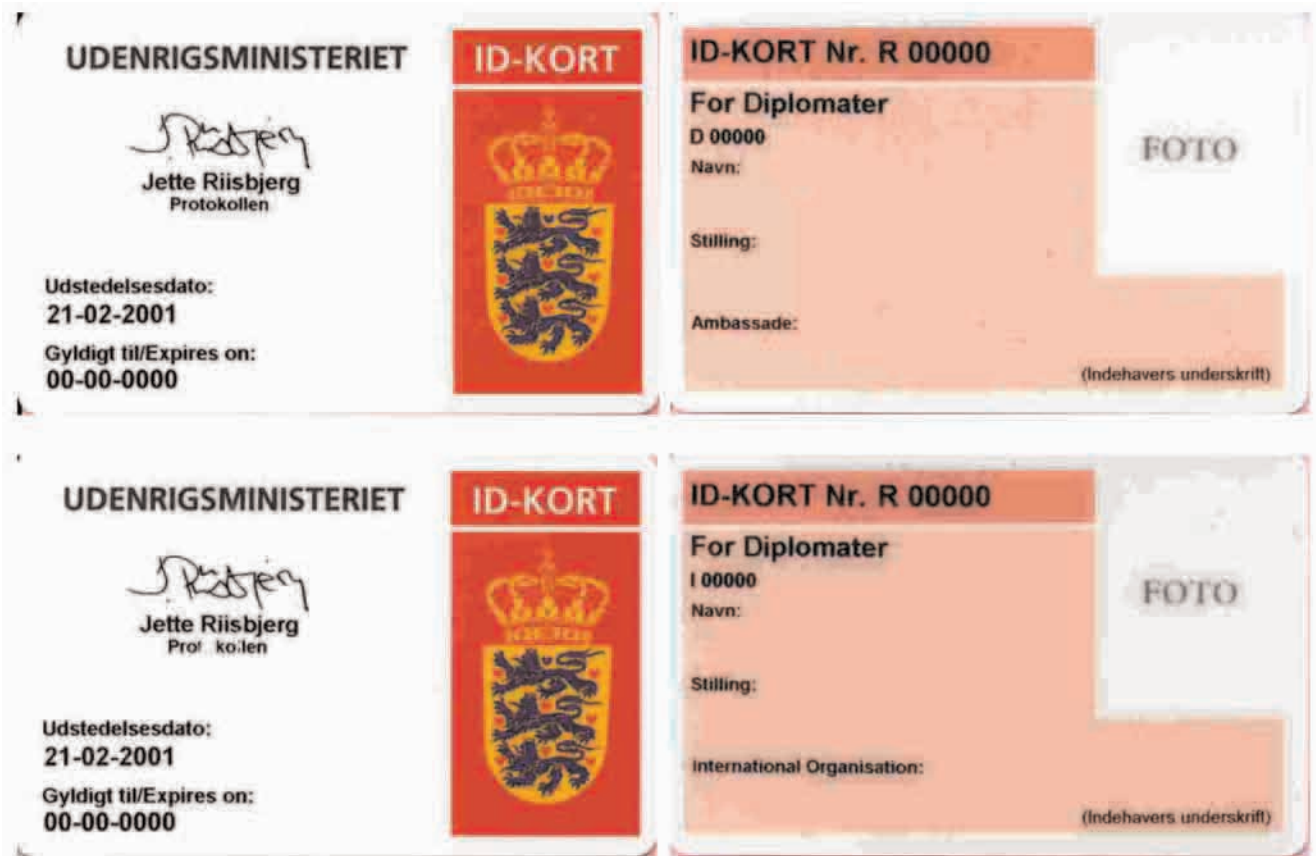 UDENRIGSMINISTERIET
ID-KORT
Jette Riisbjerg
Protokollen
Udstedelsesdato:
21-02-2001
Gyldigt til/Expires on:
00-00-0000
ID-KORT Nr. R 00000
For Diplomater
D 00000
Navn:
FOTO
Stilling:
Ambassade:
(Indehavers underskrift)
UDENRIGSMINISTERIET
ID-KORT
Jette Riisbjerg
Udstedelsesdato:
21-02-2001
Gyldigt til/Expires on:
00-00-0000
ID-KORT Nr. R 00000
For Diplomater
I 00000
Navn:
FOTO
Stilling:
International Organisation:
(Indehavers underskrift)